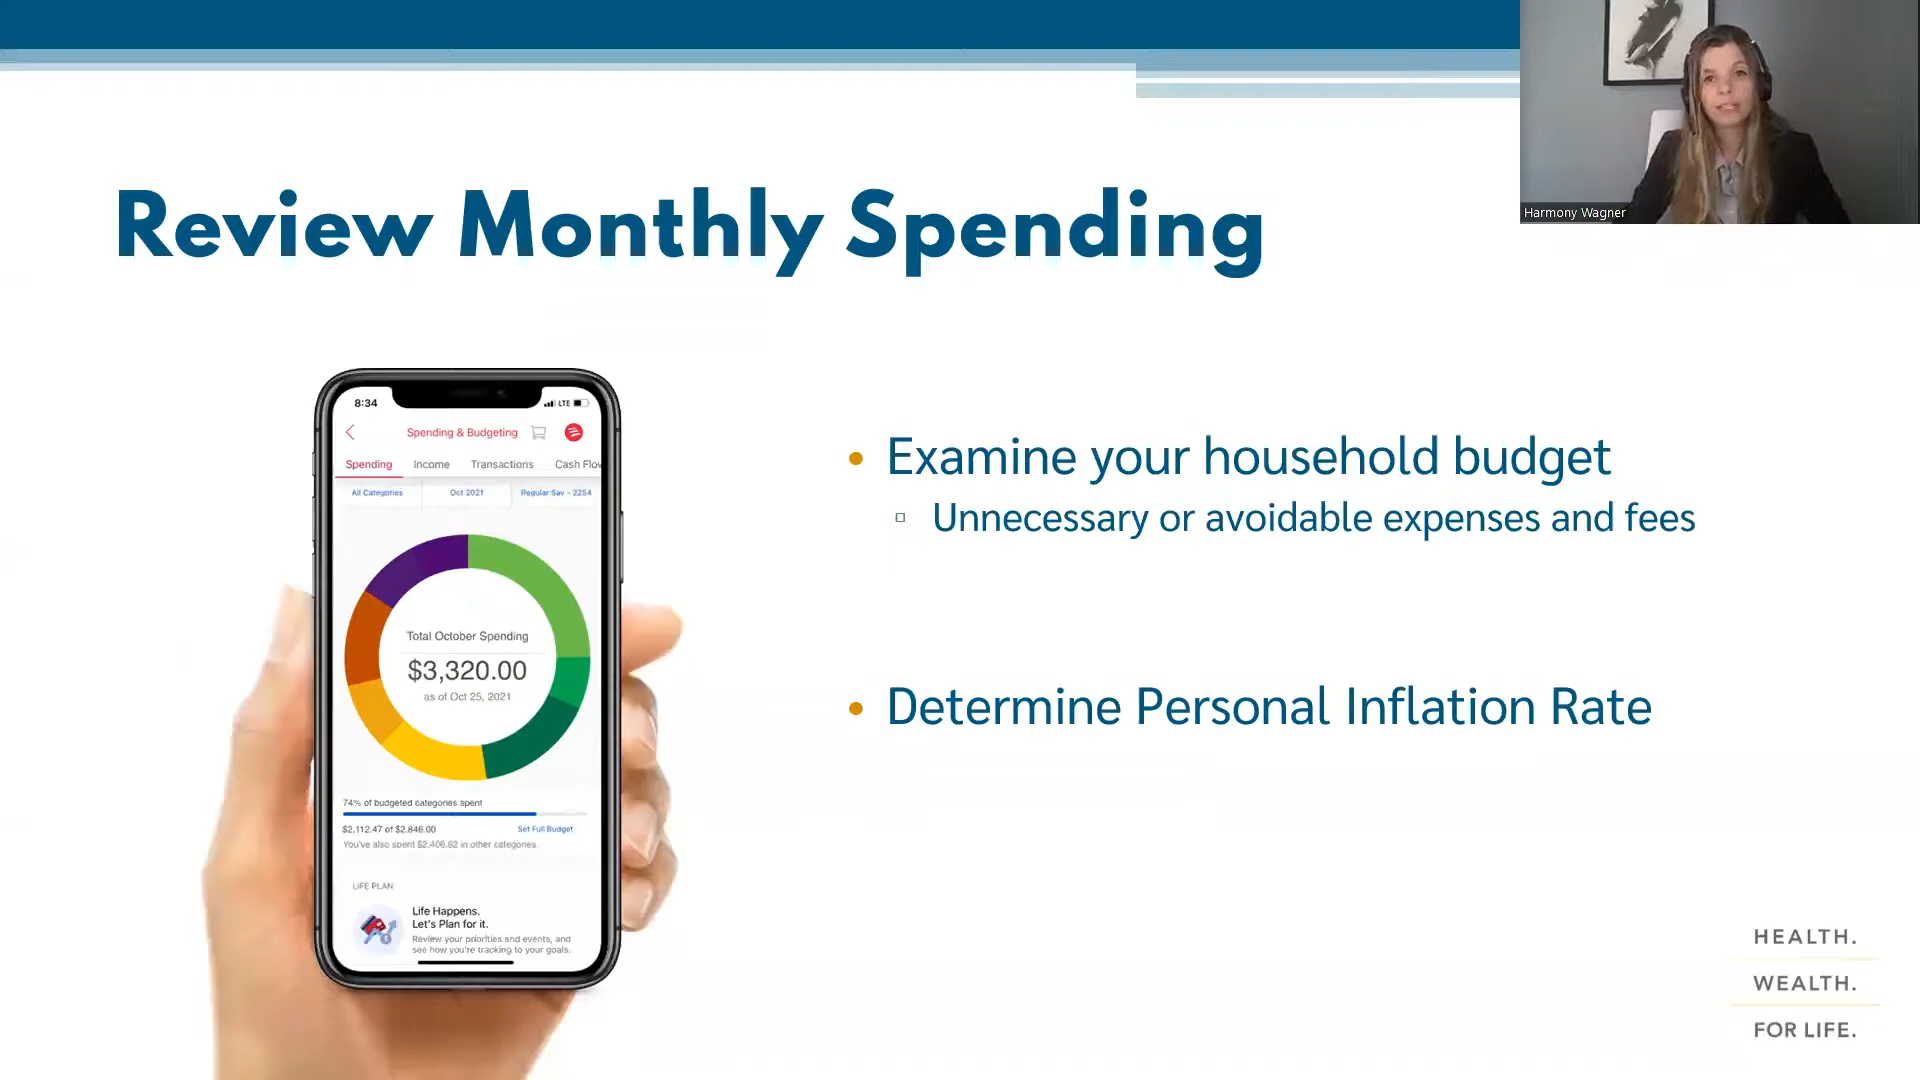 Harmony Wagner
Review Monthly Spending
8:34
LTE
Spending & Budgeting
Spending Income Transactions Cash Flow
All Categories Oct 2021 Regular Sav - 2254
Total October Spending
$3,320.00
as of Oct 25, 2021
74% of budgeted categories spent
$2,112.47 of $2,846.00 Set Full Budget
You've also spent $2,406.62 in other categories.
LIFE PLAN
Life Happens.
Let's Plan for it.
Review your priorities and events, and
see how you're tracking to your goals.
• Examine your household budget
Unnecessary or avoidable expenses and fees
• Determine Personal Inflation Rate
HEALTH.
WEALTH.
FOR LIFE.